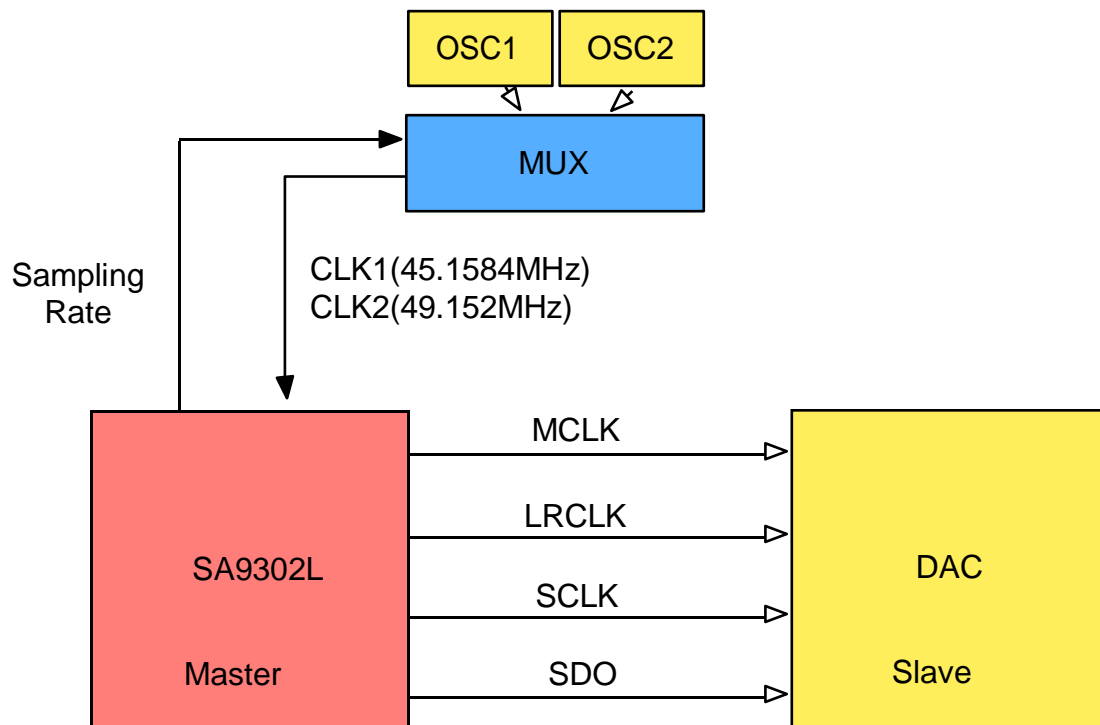 OSC1
OSC2
MUX
Sampling
Rate
CLK1(45.1584MHz)
CLK2(49.152MHz)
MCLK
LRCLK
SA9302L
DAC
SCLK
Master
SDO
Slave